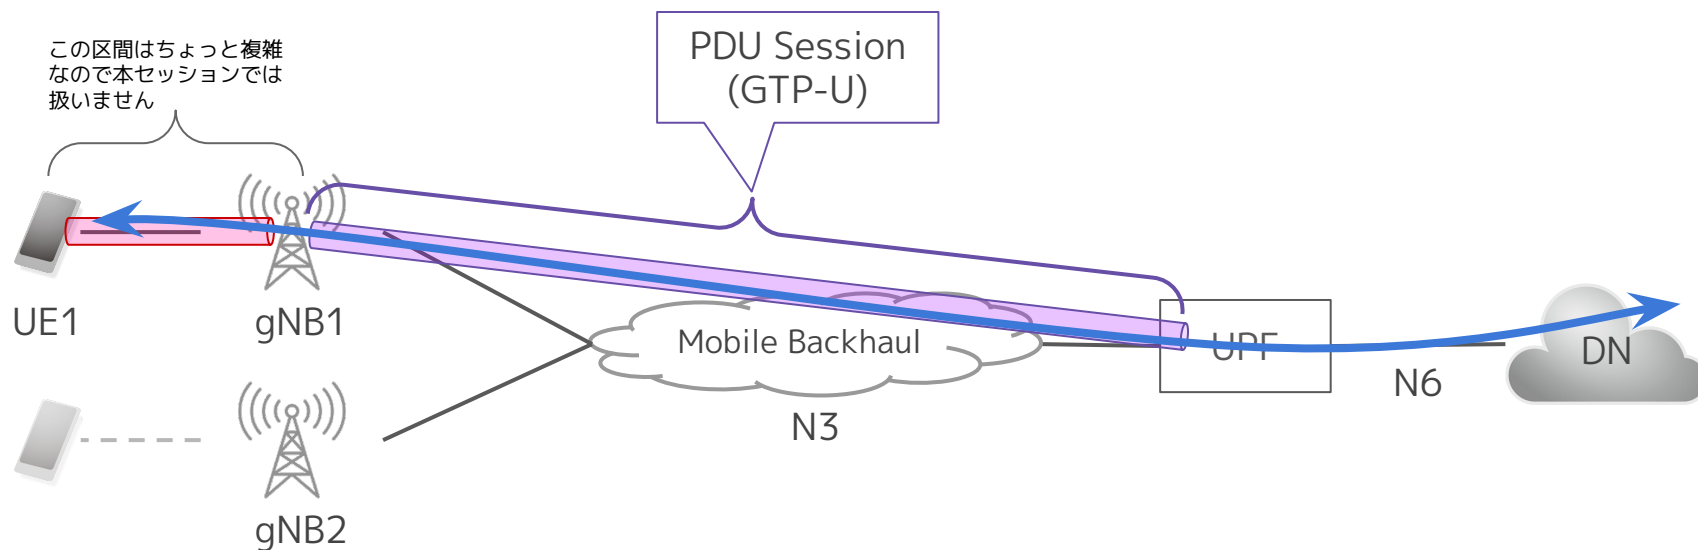 この区間はちょっと複雑
なので本セッションでは
扱いません
PDU Session
(GTP-U)
UE1
gNB1
Mobile Backhaul
N3
UPF
N6
DN
gNB2